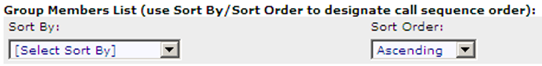 Group Members List (use Sort By/Sort Order to designate call sequence order):
Sort By: Sort Order:
[Select Sort By] Ascending